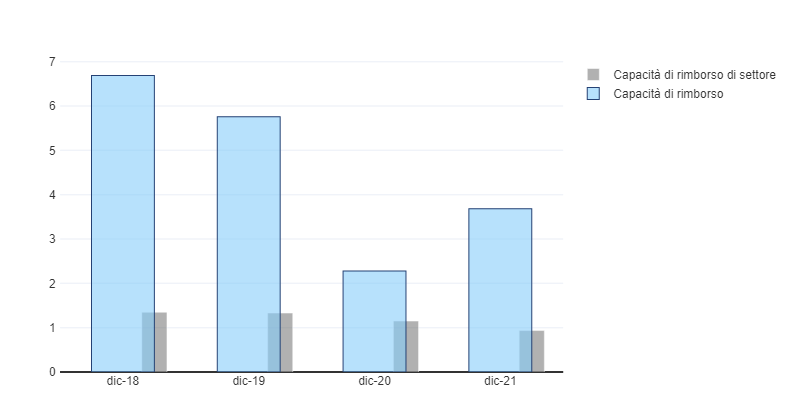 7
6
5
4
3
2
1
0
dic-18 dic-19 dic-20 dic-21
Capacità di rimborso di settore
Capacità di rimborso